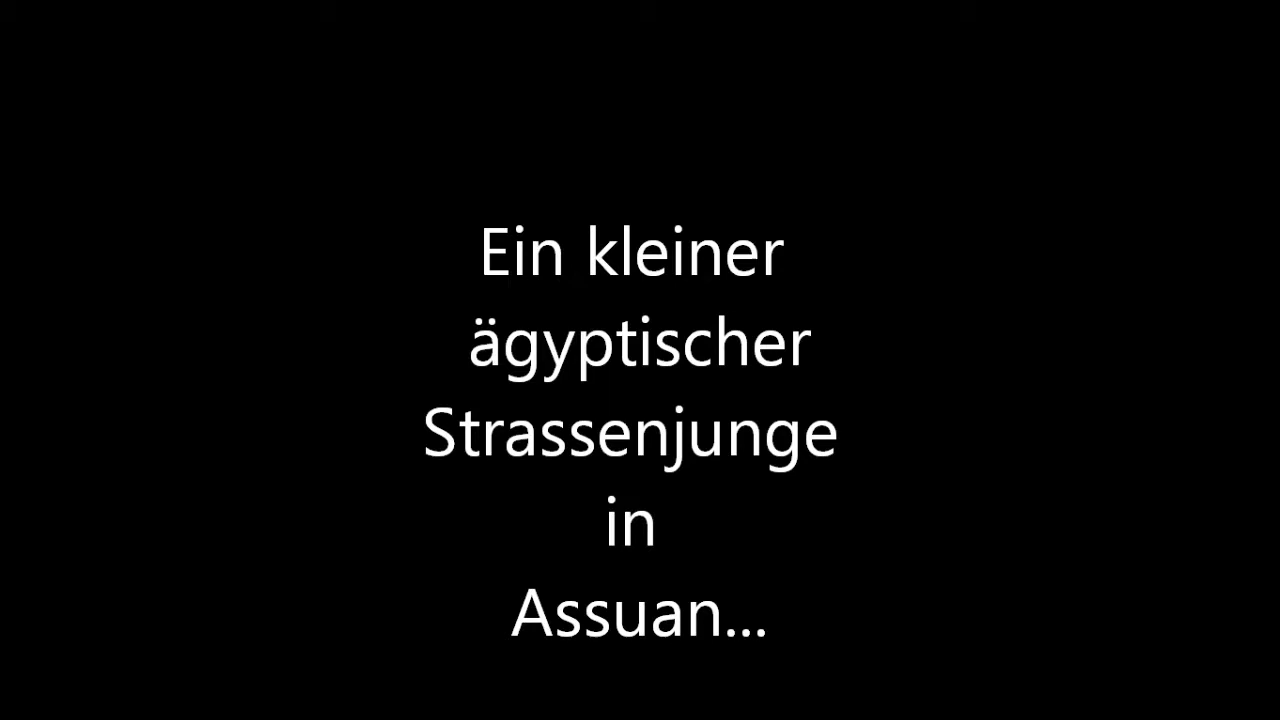 Ein kleiner
ägyptischer
Strassenjunge
in
Assuan...